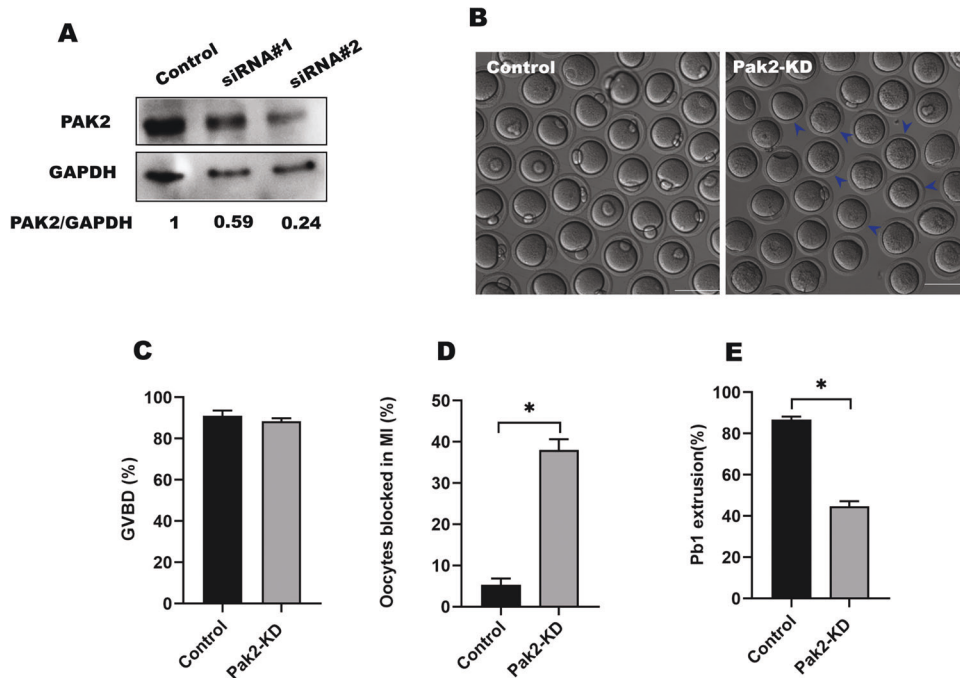 A
Control
siRNA#1
siRNA#2
PAK2
GAPDH
PAK2/GAPDH 1 0.59 0.24
B
Control
Pak2-KD
C
GVBD (%)
100
80
60
40
20
0
Control
Pak2-KD
D
Oocytes blocked in MI (%)
50
40
30
20
10
0
*
Control
Pak2-KD
E
Pb1 extrusion(%)
100
80
60
40
20
0
*
Control
Pak2-KD